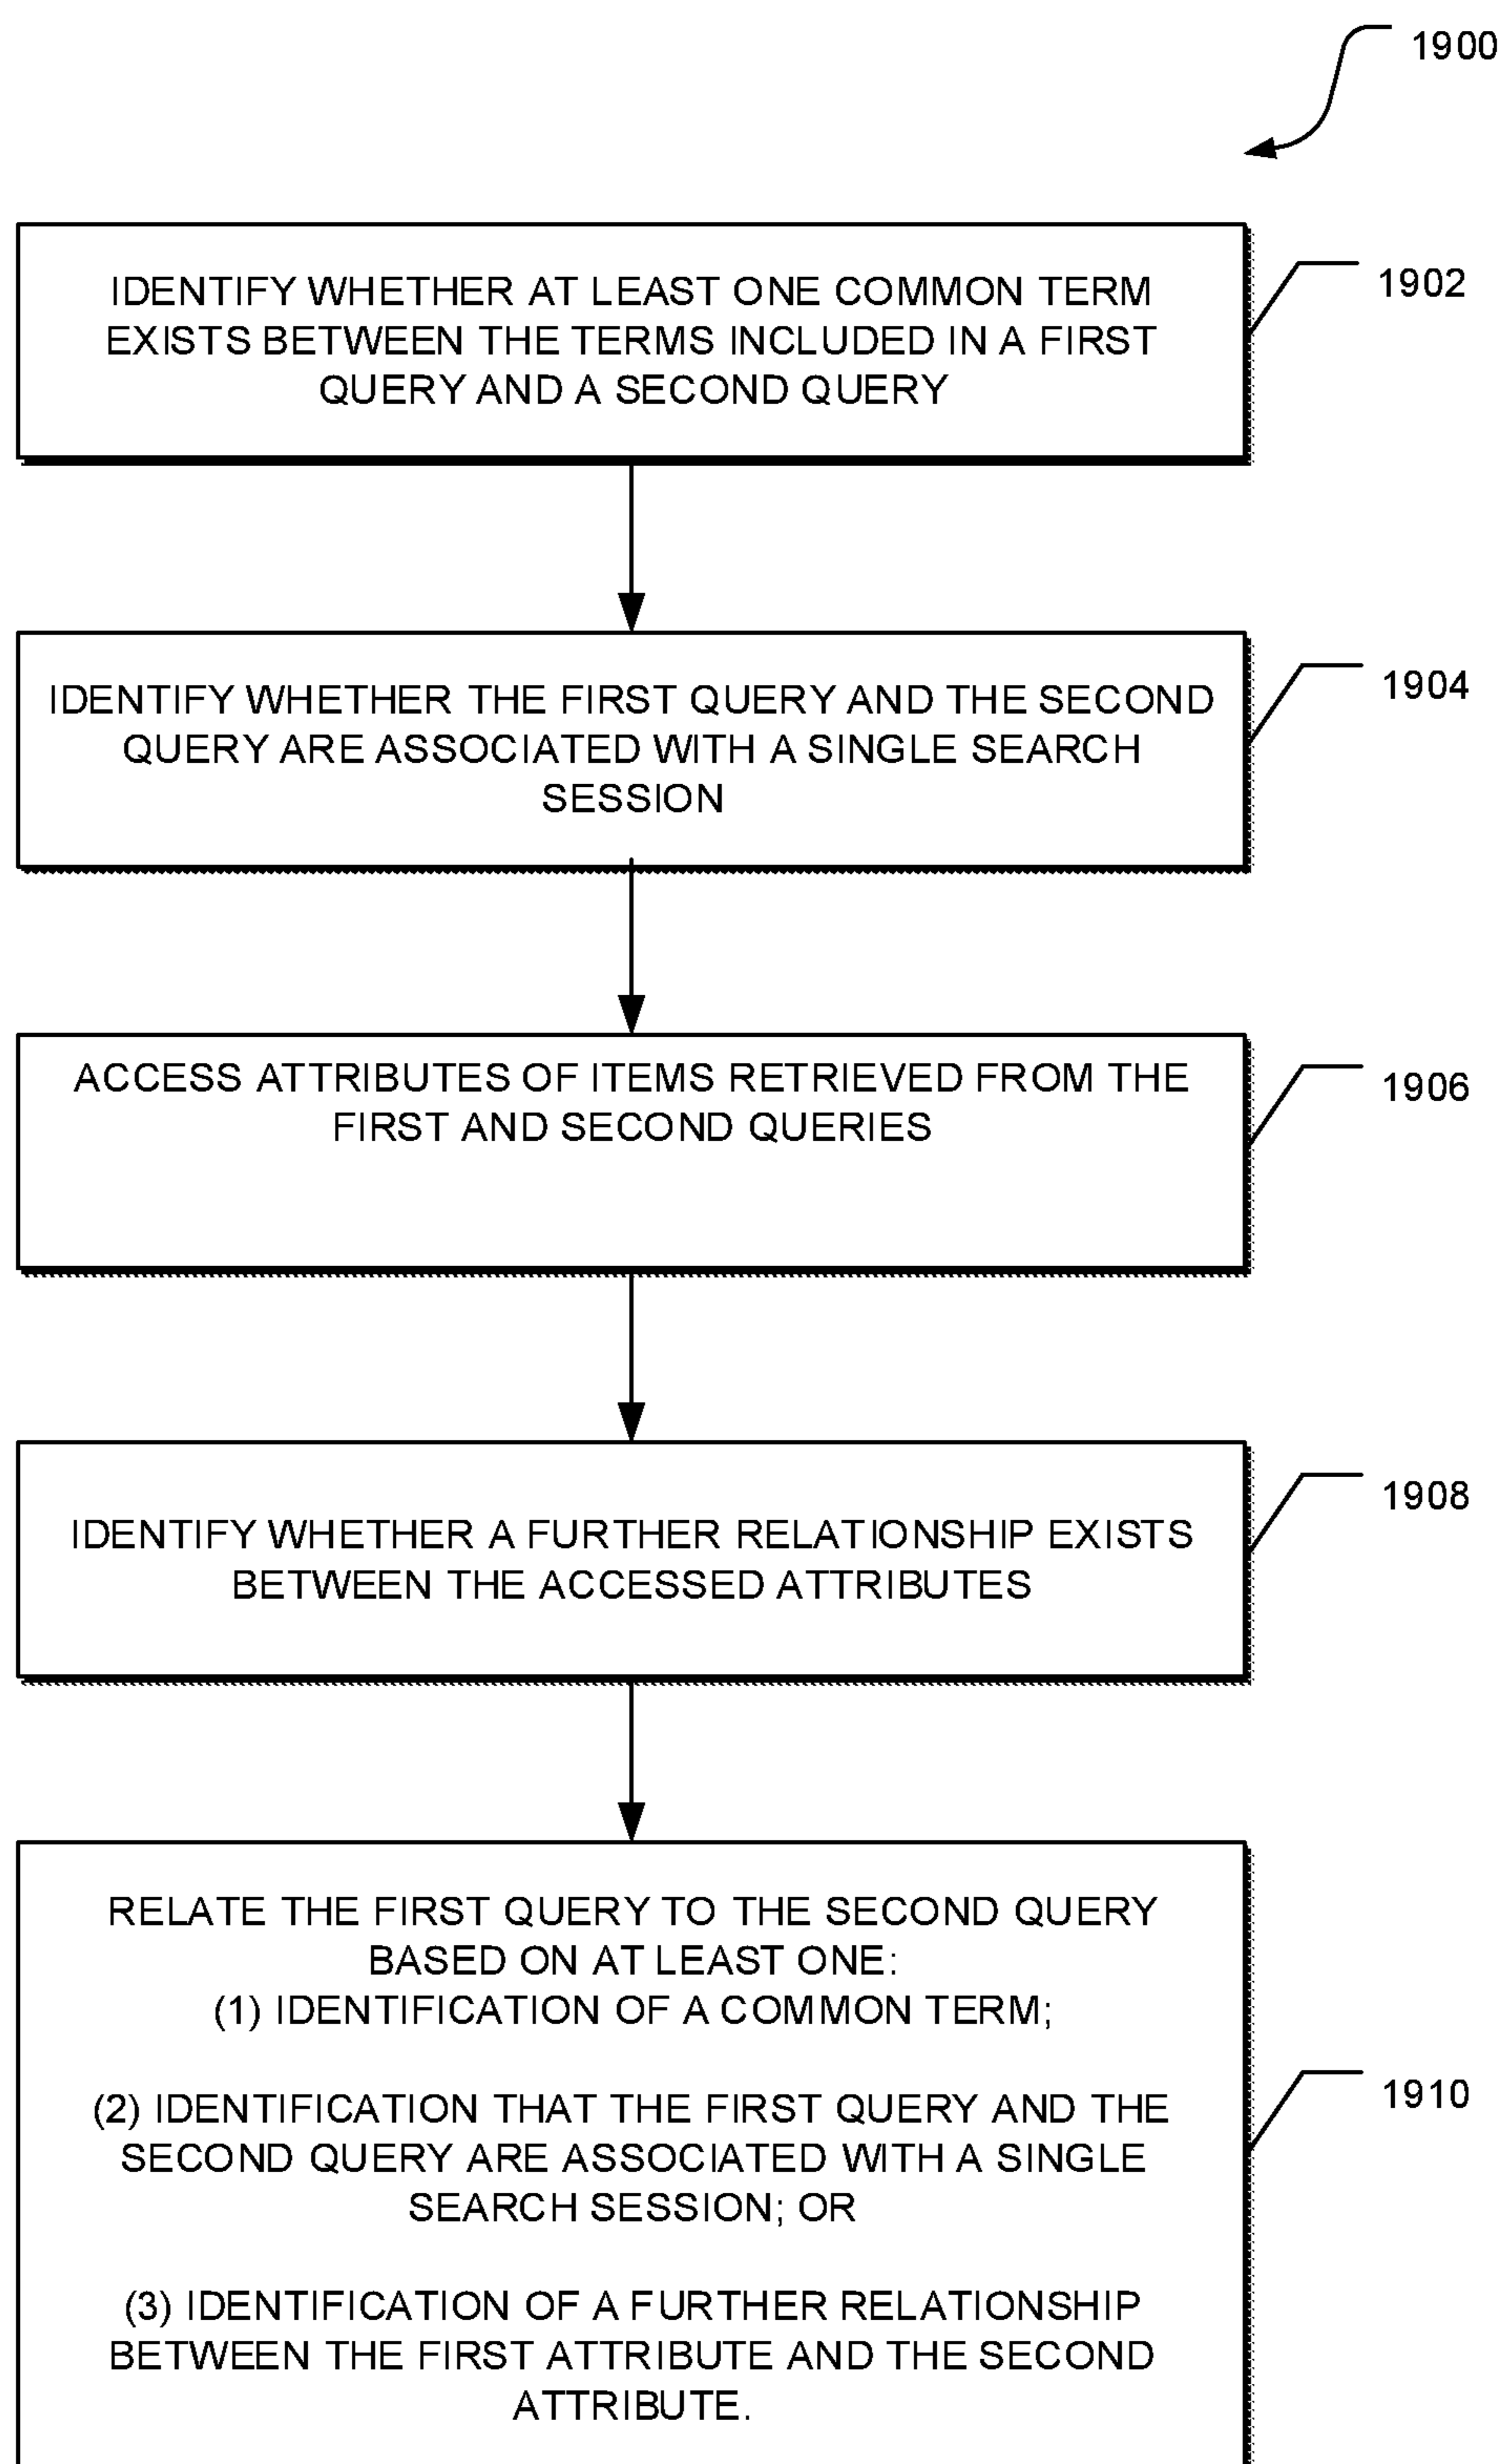 1900
IDENTIFY WHETHER AT LEAST ONE COMMON TERM
EXISTS BETWEEN THE TERMS INCLUDED IN A FIRST
QUERY AND A SECOND QUERY
1902
IDENTIFY WHETHER THE FIRST QUERY AND THE SECOND
QUERY ARE ASSOCIATED WITH A SINGLE SEARCH
SESSION
1904
ACCESS ATTRIBUTES OF ITEMS RETRIEVED FROM THE
FIRST AND SECOND QUERIES
1906
IDENTIFY WHETHER A FURTHER RELATIONSHIP EXISTS
BETWEEN THE ACCESSED ATTRIBUTES
1908
RELATE THE FIRST QUERY TO THE SECOND QUERY
BASED ON AT LEAST ONE:
(1) IDENTIFICATION OF A COMMON TERM;
(2) IDENTIFICATION THAT THE FIRST QUERY AND THE
SECOND QUERY ARE ASSOCIATED WITH A SINGLE
SEARCH SESSION; OR
(3) IDENTIFICATION OF A FURTHER RELATIONSHIP
BETWEEN THE FIRST ATTRIBUTE AND THE SECOND
ATTRIBUTE.
1910